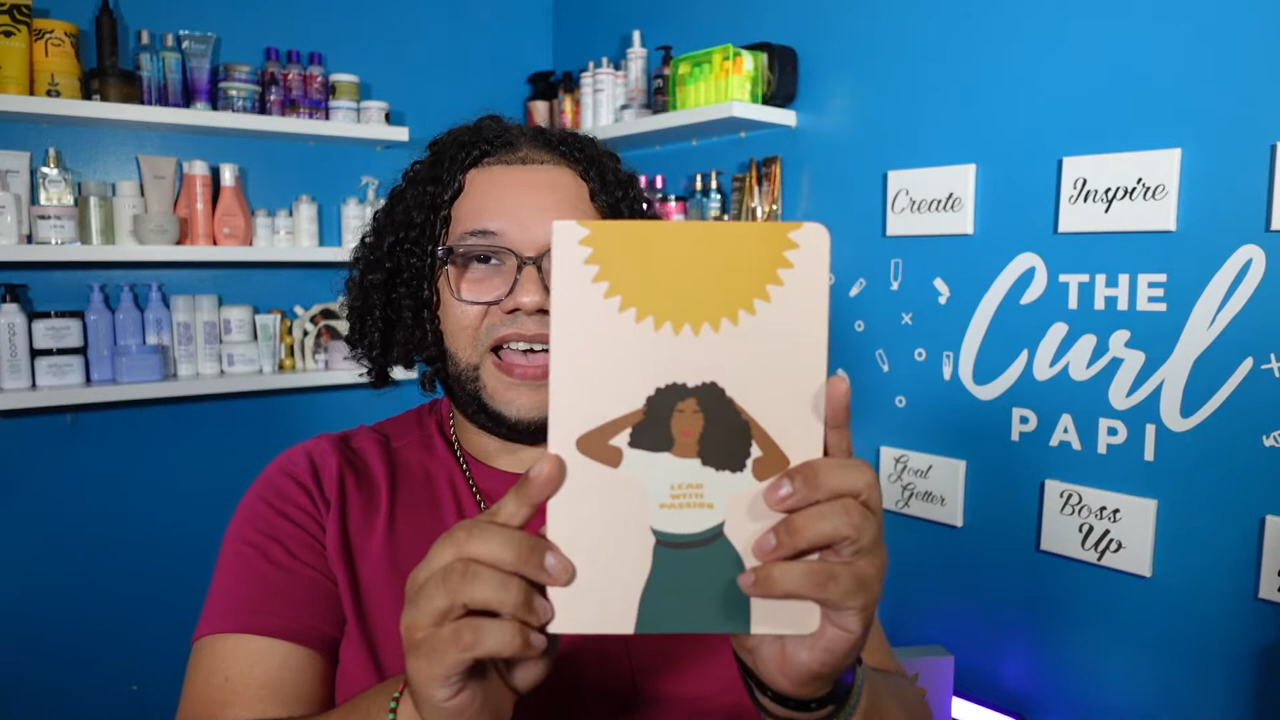 Create
Inspire
THE
Curl
PAPI
Goal
Getter
Boss
Up
LEAD
WITH
PASSION